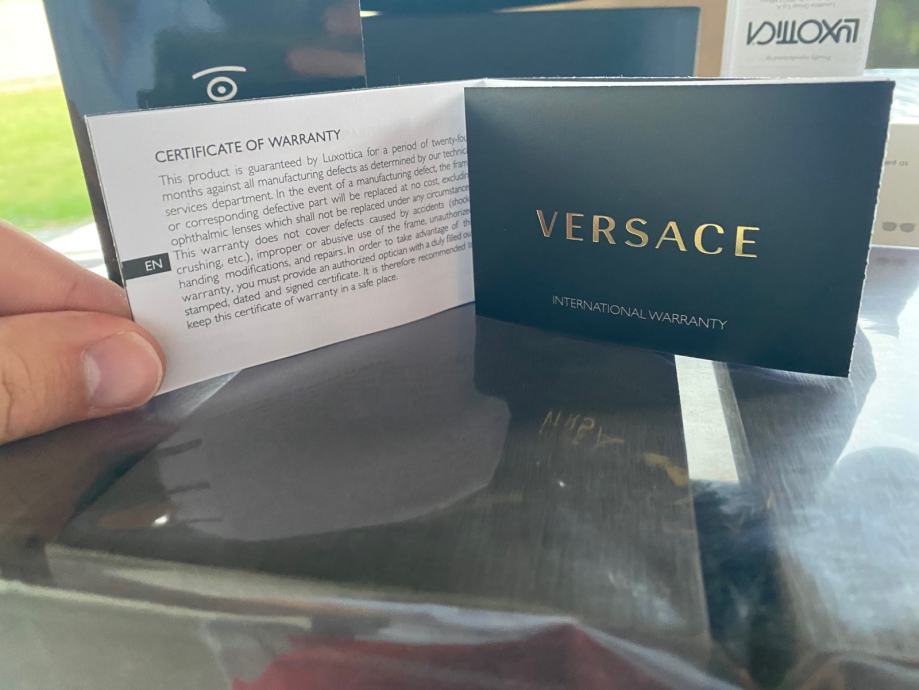 LUXOTTICA
CERTIFICATE OF WARRANTY
This product is guaranteed by Luxottica for a period of twenty-fou
months against all manufacturing defects as determined by our technic
services department. In the event of a manufacturing defect, the fram
or corresponding defective part will be replaced at no cost, excludin
ophthalmic lenses which shall not be replaced under any circumstance
This warranty does not cover defects caused by accidents (shock
crushing, etc.), improper or abusive use of the frame, unauthorize
handing modifications, and repairs. In order to take advantage of th
warranty, you must provide an authorized optician with a duly filled ou
stamped, dated and signed certificate. It is therefore recommended
keep this certificate of warranty in a safe place.
EN
VERSACE
INTERNATIONAL WARRANTY